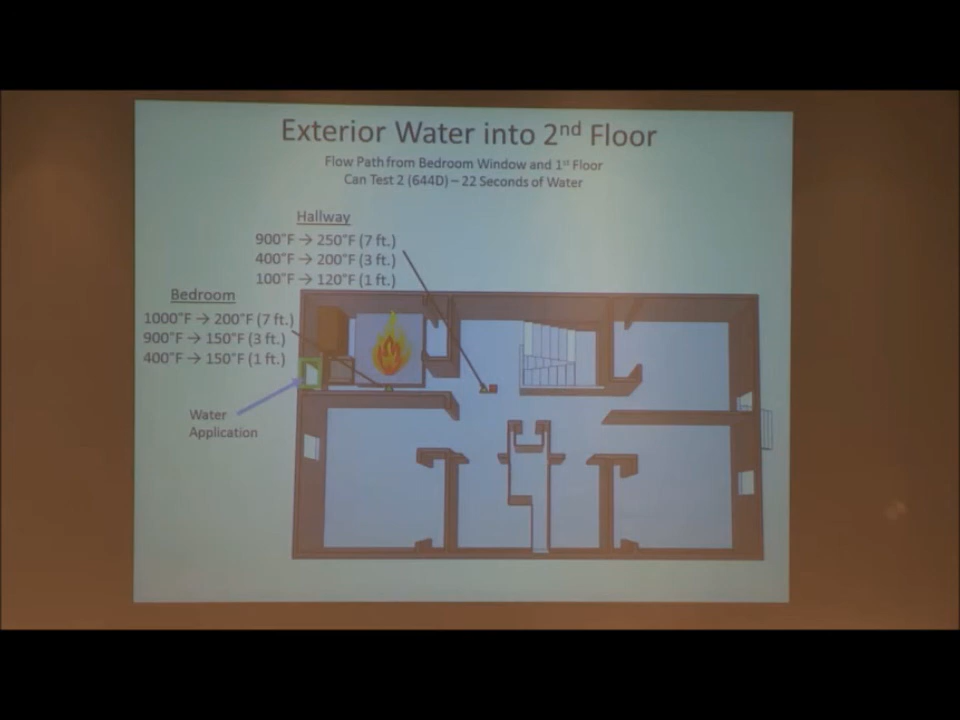 Exterior Water into 2nd Floor
Flow Path from Bedroom Window and 1st Floor
Can Test 2 (644D) – 22 Seconds of Water
Hallway
900°F → 250°F (7 ft.)
400°F → 200°F (3 ft.)
100°F → 120°F (1 ft.)
Bedroom
1000°F → 200°F (7 ft.)
900°F → 150°F (3 ft.)
400°F → 150°F (1 ft.)
Water
Application